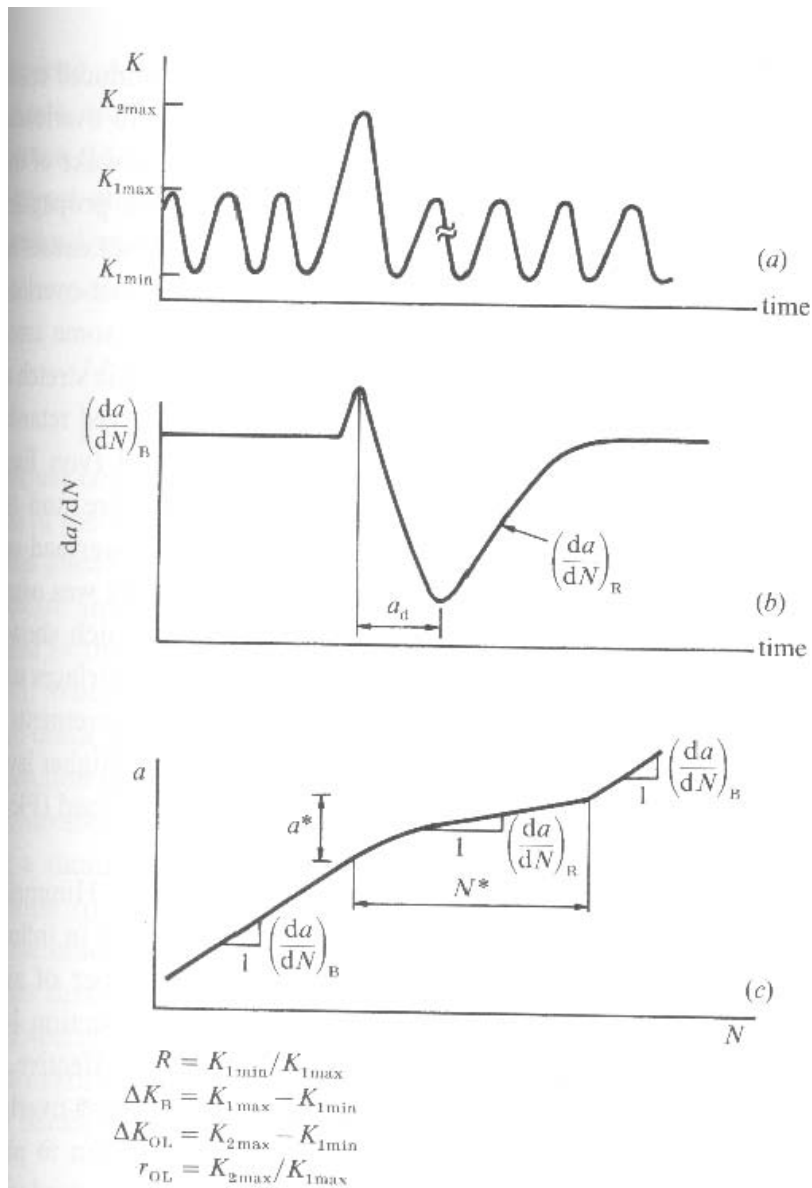 K
K₂max
K₁max
K₁min
(a)
time
(da/dN)B
da/dN
(da/dN)R
ad
(b)
time
a
a*
1
(da/dN)B
1
(da/dN)R
N*
1
(da/dN)B
(c)
N
R = K₁min/K₁max
ΔKB = K₁max − K₁min
ΔKOL = K₂max − K₁min
rOL = K₂max/K₁max